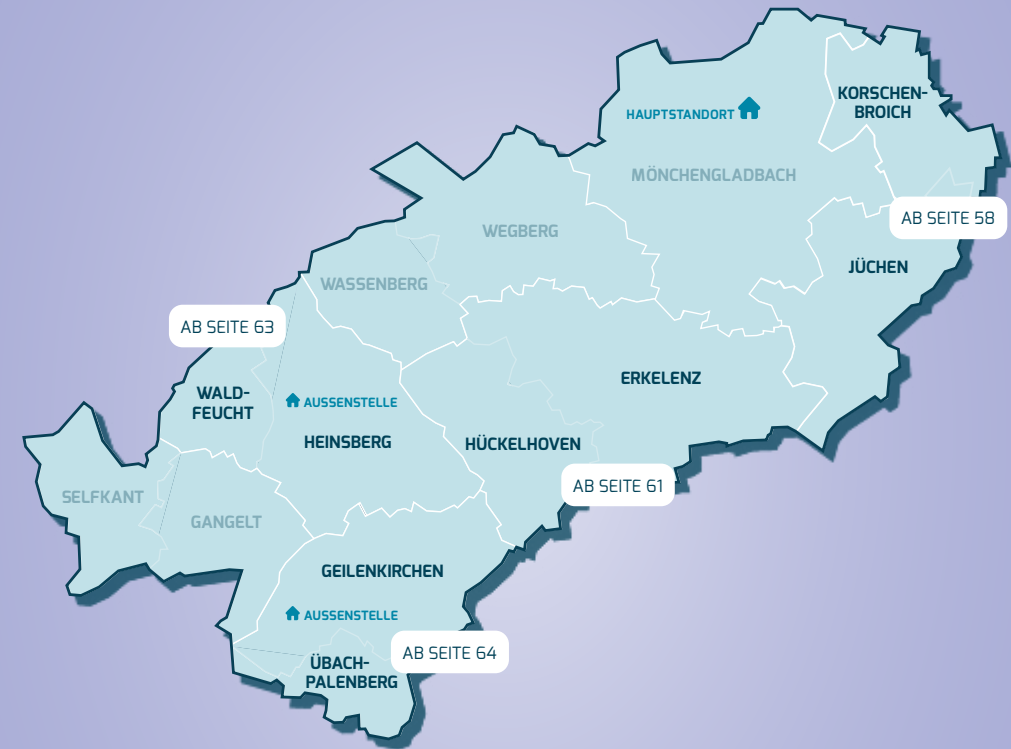 KORSCHEN-
BROICH
HAUPTSTANDORT
MÖNCHENGLADBACH
AB SEITE 58
WEGBERG
JÜCHEN
WASSENBERG
AB SEITE 63
ERKELENZ
WALD-
FEUCHT
AUSSENSTELLE
HEINSBERG
HÜCKELHOVEN
AB SEITE 61
SELFKANT
GANGELT
GEILENKIRCHEN
AUSSENSTELLE
AB SEITE 64
ÜBACH-
PALENBERG